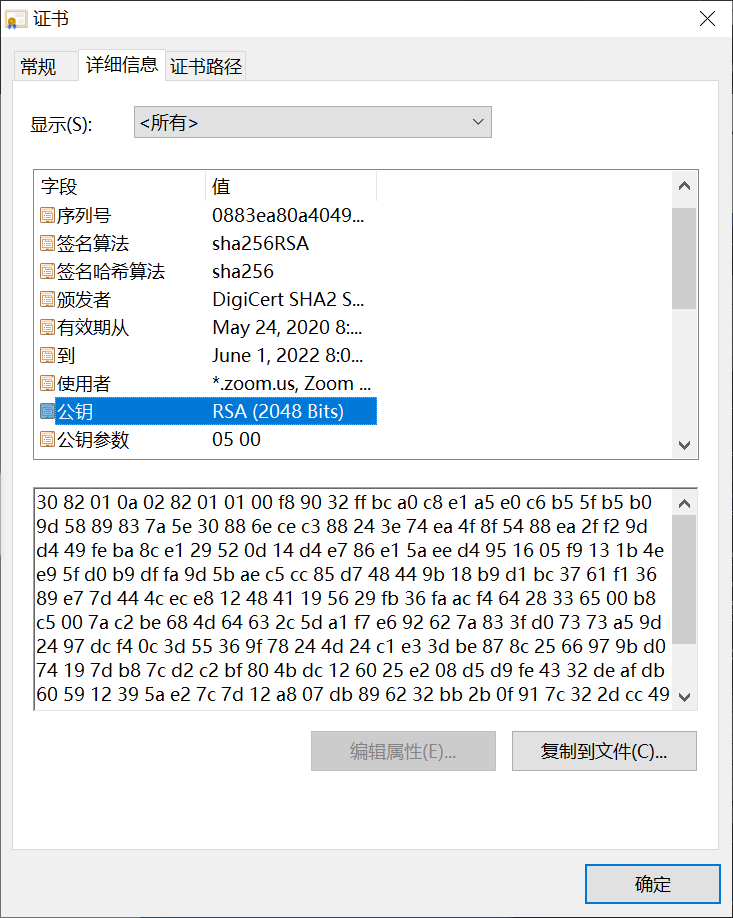 证书
常规 详细信息 证书路径
显示(S): <所有>
字段 值
序列号 0883ea80a4049...
签名算法 sha256RSA
签名哈希算法 sha256
颁发者 DigiCert SHA2 S...
有效期从 May 24, 2020 8:...
到 June 1, 2022 8:0...
使用者 *.zoom.us, Zoom ...
公钥 RSA (2048 Bits)
公钥参数 05 00
30 82 01 0a 02 82 01 01 00 f8 90 32 ff bc a0 c8 e1 a5 e0 c6 b5 5f b5 b0
9d 58 89 83 7a 5e 30 88 6e ce c3 88 24 3e 74 ea 4f 8f 54 88 ea 2f f2 9d
d4 49 fe ba 8c e1 29 52 0d 14 d4 e7 86 e1 5a ee d4 95 16 05 f9 13 1b 4e
e9 5f d0 b9 df fa 9d 5b ae c5 cc 85 d7 48 44 9b 18 b9 d1 bc 37 61 f1 36
89 e7 7d 44 4c ec e8 12 48 41 19 56 29 fb 36 fa ac f4 64 28 33 65 00 b8
c5 00 7a c2 be 68 4d 64 63 2c 5d a1 f7 e6 92 62 7a 83 3f d0 73 73 a5 9d
24 97 dc f4 0c 3d 55 36 9f 78 24 4d 24 c1 e3 3d be 87 8c 25 66 97 9b d0
74 19 7d b8 7c d2 c2 bf 80 4b dc 12 60 25 e2 08 d5 d9 fe 43 32 de af db
60 59 12 39 5a e2 7c 7d 12 a8 07 db 89 62 32 bb 2b 0f 91 7c 32 2d cc 49
编辑属性(E)... 复制到文件(C)...
确定